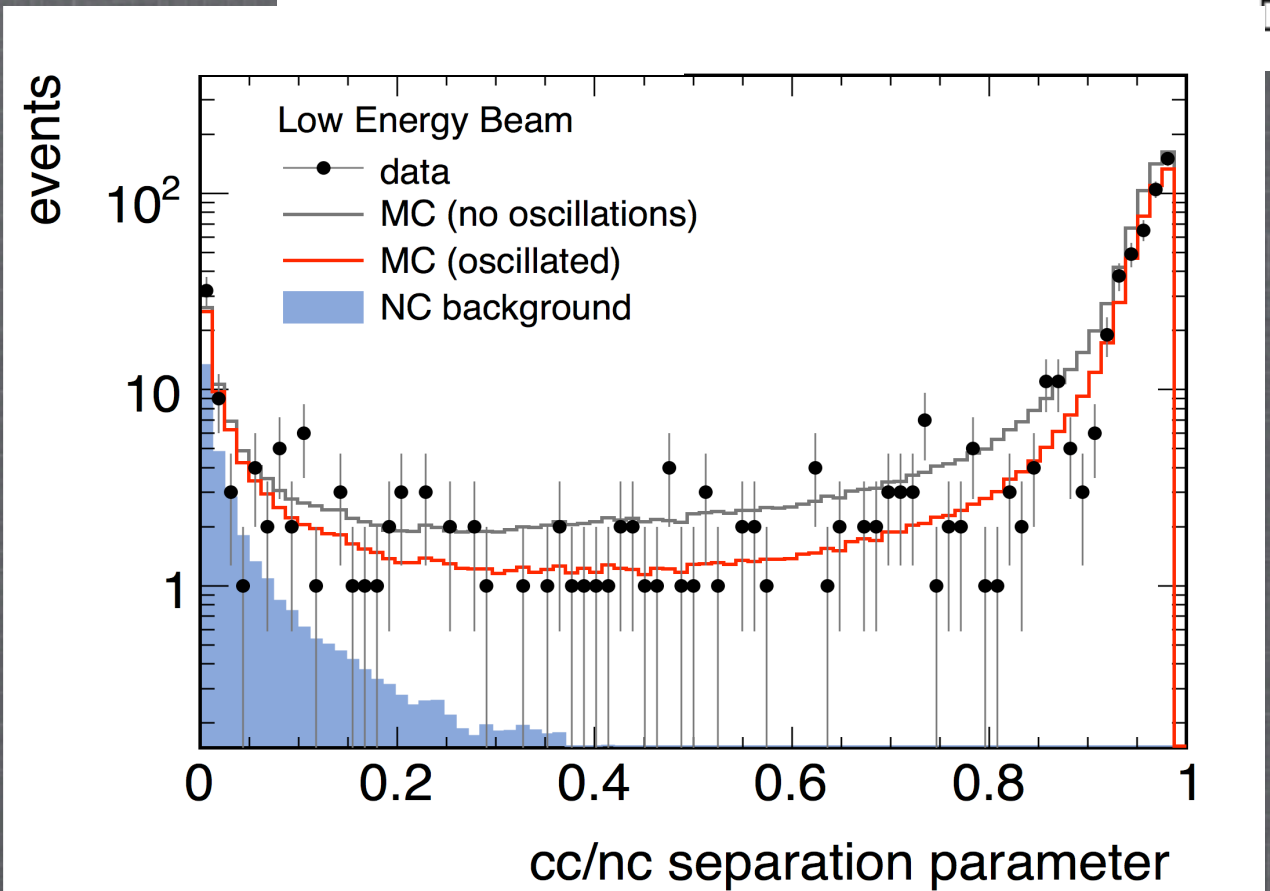 events
Low Energy Beam
data
MC (no oscillations)
MC (oscillated)
NC background
10²
10
1
0 0.2 0.4 0.6 0.8 1
cc/nc separation parameter